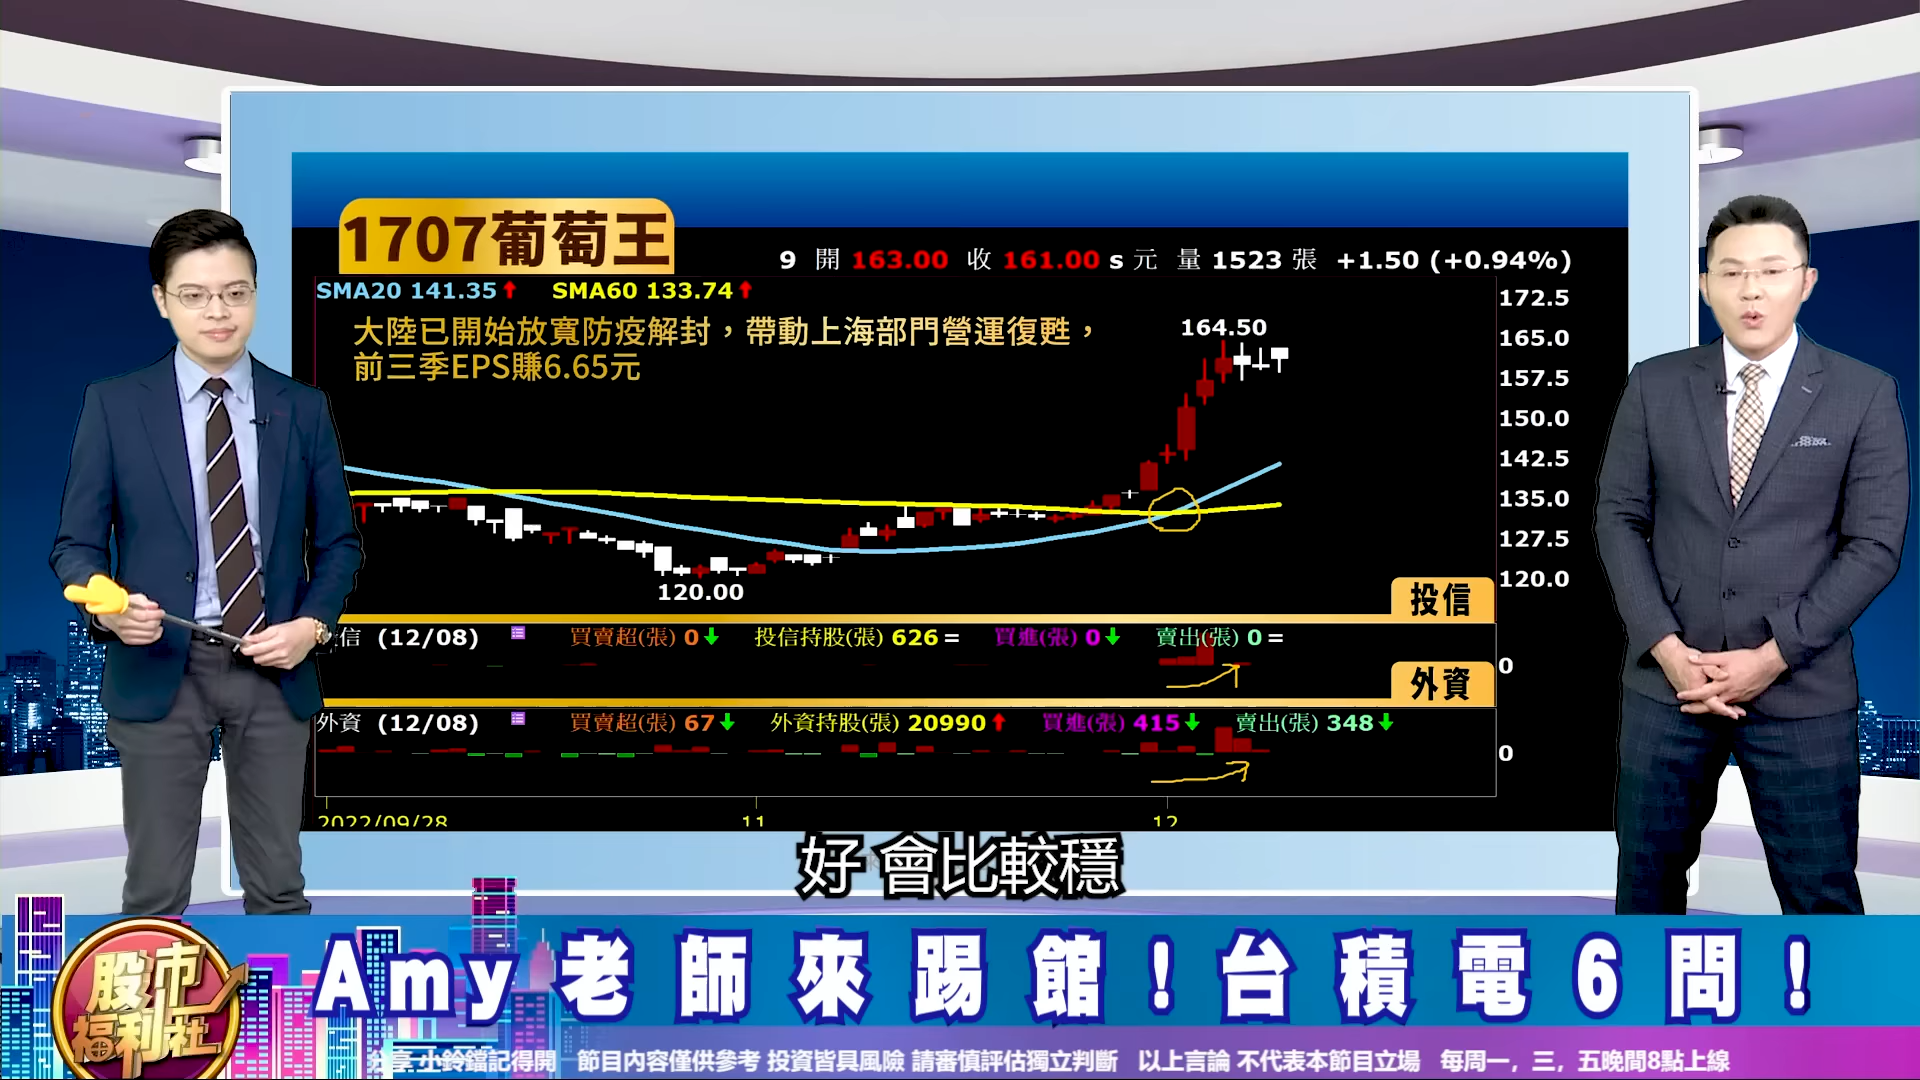 1707葡萄王
9 開 163.00 收 161.00 s 元 量 1523 張 +1.50 (+0.94%)
SMA20 141.35↑ SMA60 133.74↑
大陸已開始放寬防疫解封，帶動上海部門營運復甦，
前三季EPS賺6.65元
164.50
172.5
165.0
157.5
150.0
142.5
135.0
127.5
120.0
120.00
投信
信 (12/08) 買賣超(張) 0↓ 投信持股(張) 626= 買進(張) 0↓ 賣出(張) 0=
0
外資
外資 (12/08) 買賣超(張) 67↓ 外資持股(張) 20990↑ 買進(張) 415↓ 賣出(張) 348↓
0
2022/09/28 11 12
好 會比較穩
Amy老師來踢館!台積電6問!
股市
福利社
分享 小鈴鐺記得開 節目內容僅供參考 投資皆具風險 請審慎評估獨立判斷 以上言論 不代表本節目立場 每周一, 三, 五晚間8點上線